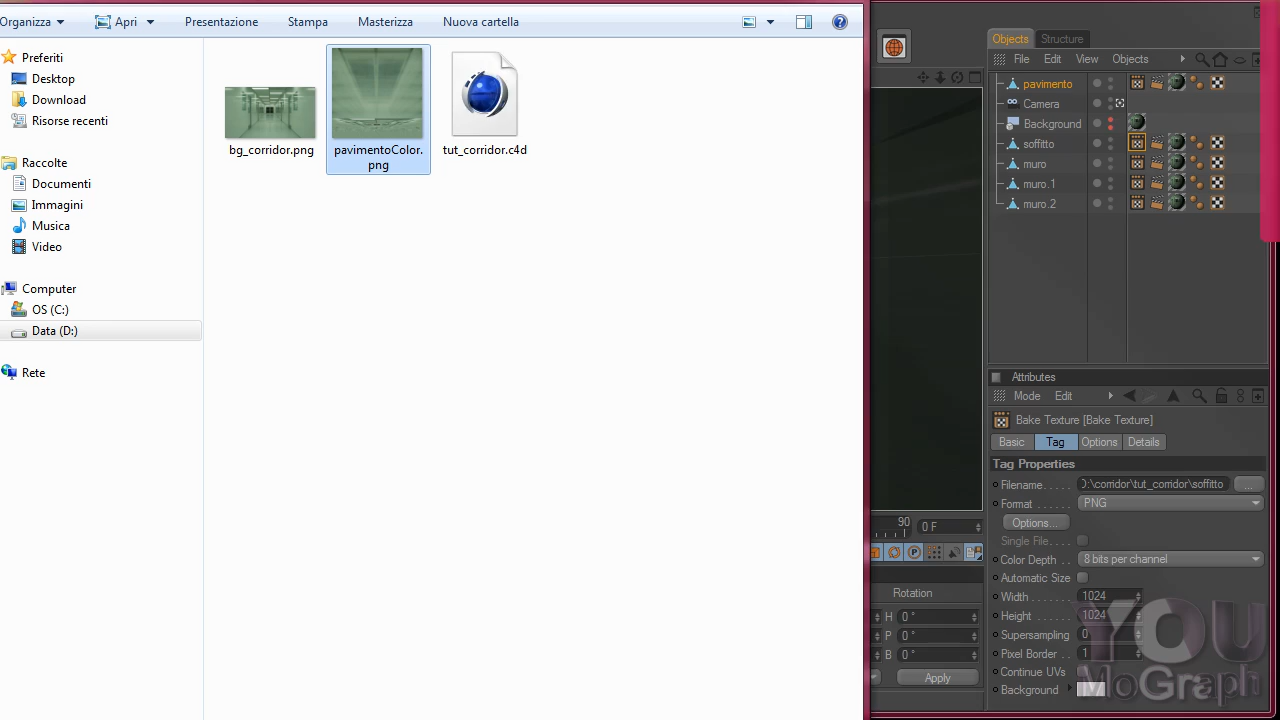 Organizza
Apri
Presentazione
Stampa
Masterizza
Nuova cartella
Preferiti
Desktop
Download
Risorse recenti
Raccolte
Documenti
Immagini
Musica
Video
Computer
OS (C:)
Data (D:)
Rete
bg_corridor.png
pavimentoColor.
png
tut_corridor.c4d
Objects
Structure
File
Edit
View
Objects
pavimento
Camera
Background
soffitto
muro
muro.1
muro.2
90
0 F
Rotation
H 0 °
P 0 °
B 0 °
Apply
Attributes
Mode
Edit
Bake Texture [Bake Texture]
Basic
Tag
Options
Details
Tag Properties
Filename. . . . . D:\corridor\tut_corridor\soffitto ...
Format . . . . . . PNG
Options...
Single File. . . .
Color Depth . . 8 bits per channel
Automatic Size
Width . . . . . . . 1024
Height . . . . . . 1024
Supersampling 0
Pixel Border . . 1
Continue UVs
Background
YOU
MoGraph